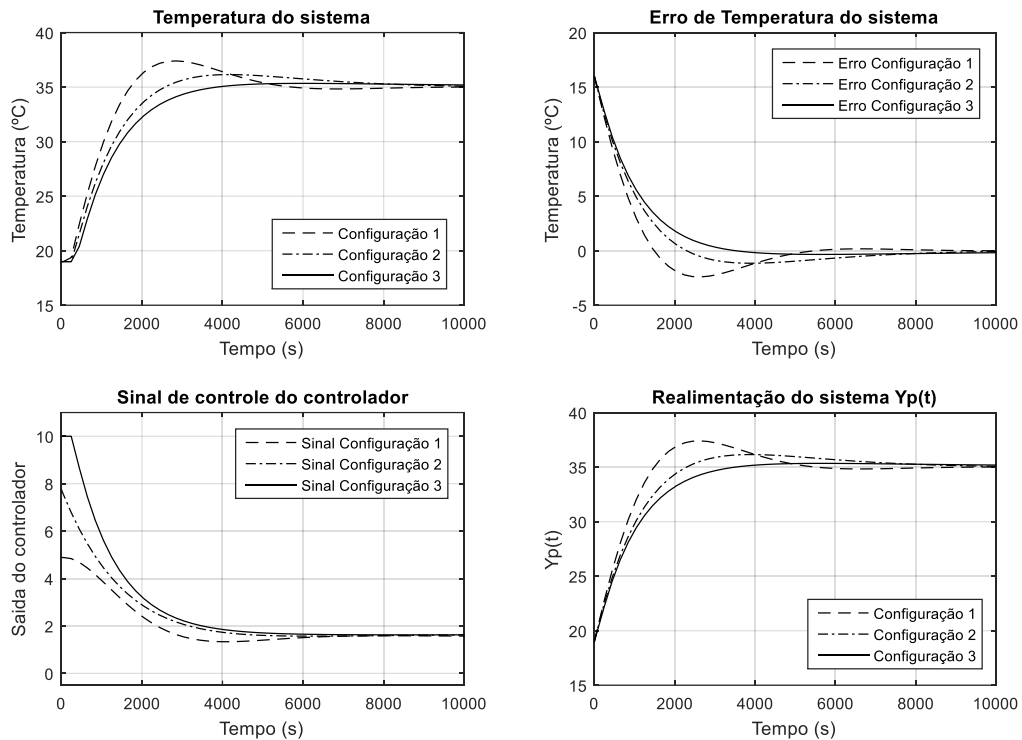 Temperatura do sistema
40
35
30
25
20
15
Temperatura (ºC)
Configuração 1
Configuração 2
Configuração 3
0 2000 4000 6000 8000 10000
Tempo (s)
Erro de Temperatura do sistema
20
15
10
5
0
-5
Temperatura (ºC)
Erro Configuração 1
Erro Configuração 2
Erro Configuração 3
0 2000 4000 6000 8000 10000
Tempo (s)
Sinal de controle do controlador
10
8
6
4
2
0
Saida do controlador
Sinal Configuração 1
Sinal Configuração 2
Sinal Configuração 3
0 2000 4000 6000 8000 10000
Tempo (s)
Realimentação do sistema Yp(t)
40
35
30
25
20
15
Yp(t)
Configuração 1
Configuração 2
Configuração 3
0 2000 4000 6000 8000 10000
Tempo (s)